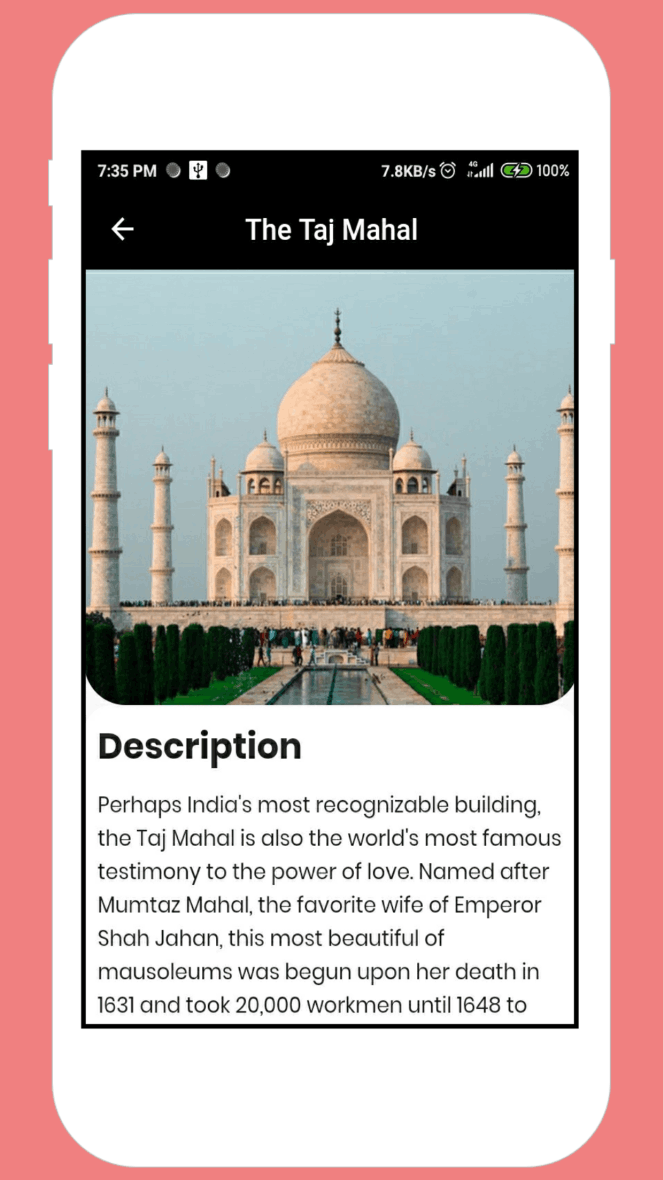 7:35 PM 7.8KB/s 4G 100%
The Taj Mahal
Description
Perhaps India's most recognizable building,
the Taj Mahal is also the world's most famous
testimony to the power of love. Named after
Mumtaz Mahal, the favorite wife of Emperor
Shah Jahan, this most beautiful of
mausoleums was begun upon her death in
1631 and took 20,000 workmen until 1648 to